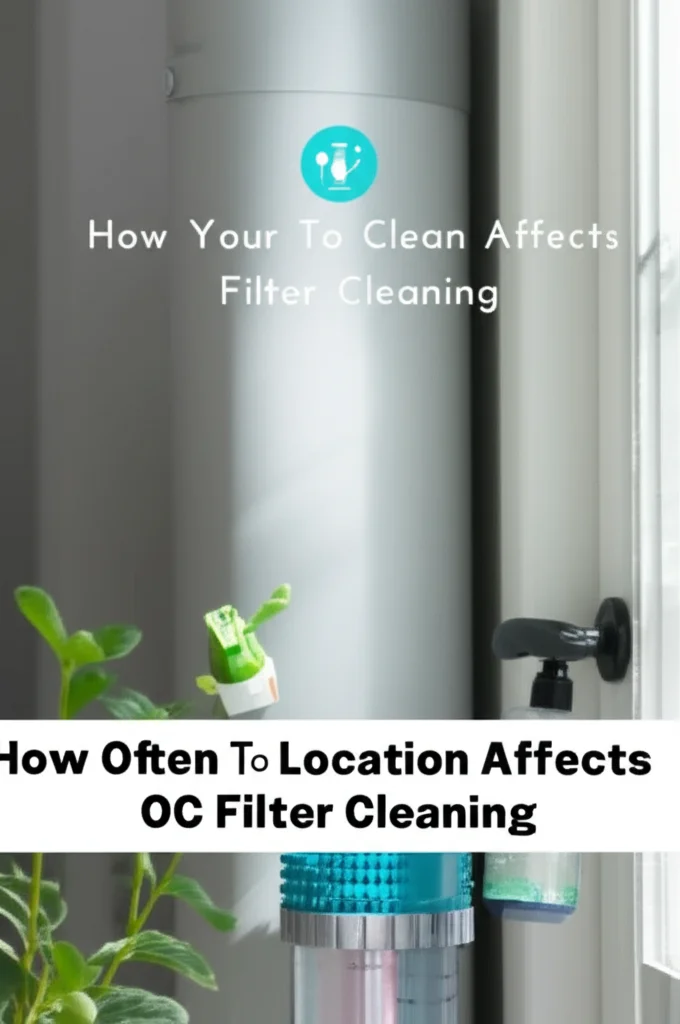 How Your To Clean Affects
Filter Cleaning
How Often To Location Affects
OC Filter Cleaning